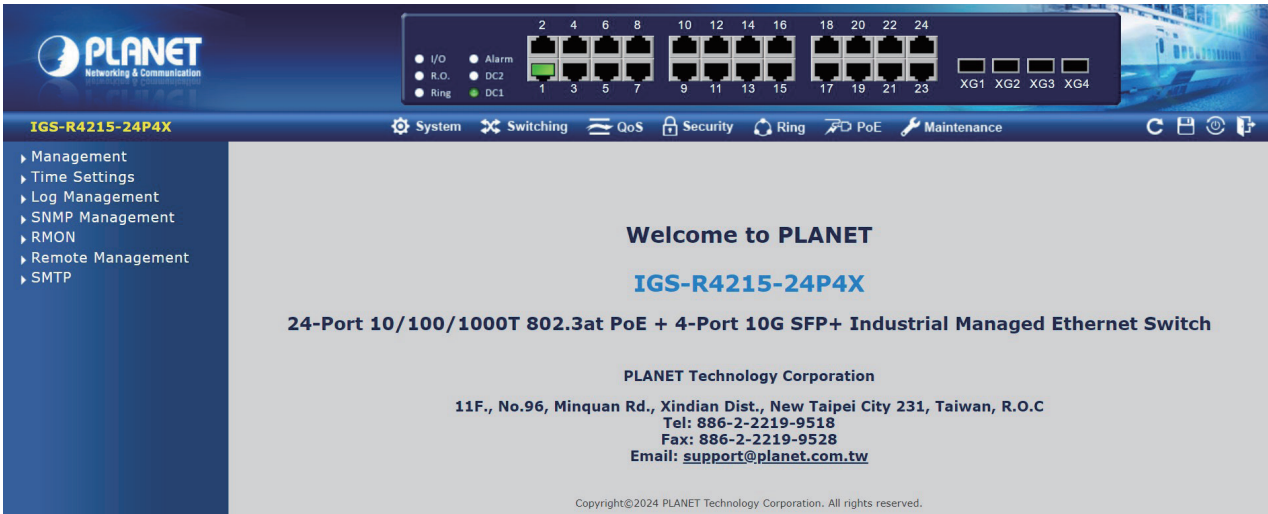 2 4 6 8 10 12 14 16 18 20 22 24
PLANET
Networking & Communication
I/O Alarm
R.O. DC2
Ring DC1
1 3 5 7 9 11 13 15 17 19 21 23
XG1 XG2 XG3 XG4
IGS-R4215-24P4X
System Switching QoS Security Ring PoE Maintenance
Management
Time Settings
Log Management
SNMP Management
RMON
Remote Management
SMTP
Welcome to PLANET
IGS-R4215-24P4X
24-Port 10/100/1000T 802.3at PoE + 4-Port 10G SFP+ Industrial Managed Ethernet Switch
PLANET Technology Corporation
11F., No.96, Minquan Rd., Xindian Dist., New Taipei City 231, Taiwan, R.O.C
Tel: 886-2-2219-9518
Fax: 886-2-2219-9528
Email: support@planet.com.tw
Copyright©2024 PLANET Technology Corporation. All rights reserved.